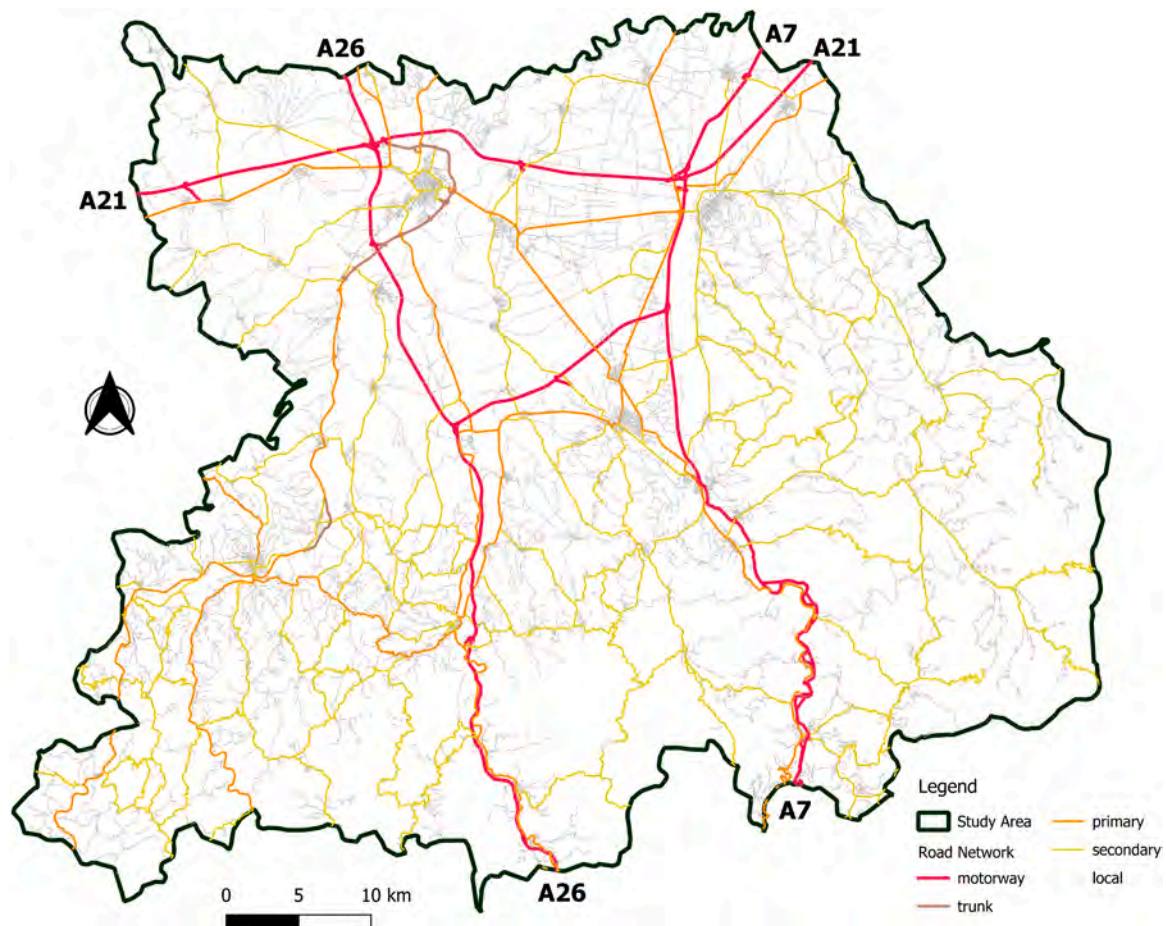 A26
A7
A21
A21
A7
A26
0 5 10 km
Legend
Study Area
Road Network
motorway
trunk
primary
secondary
local